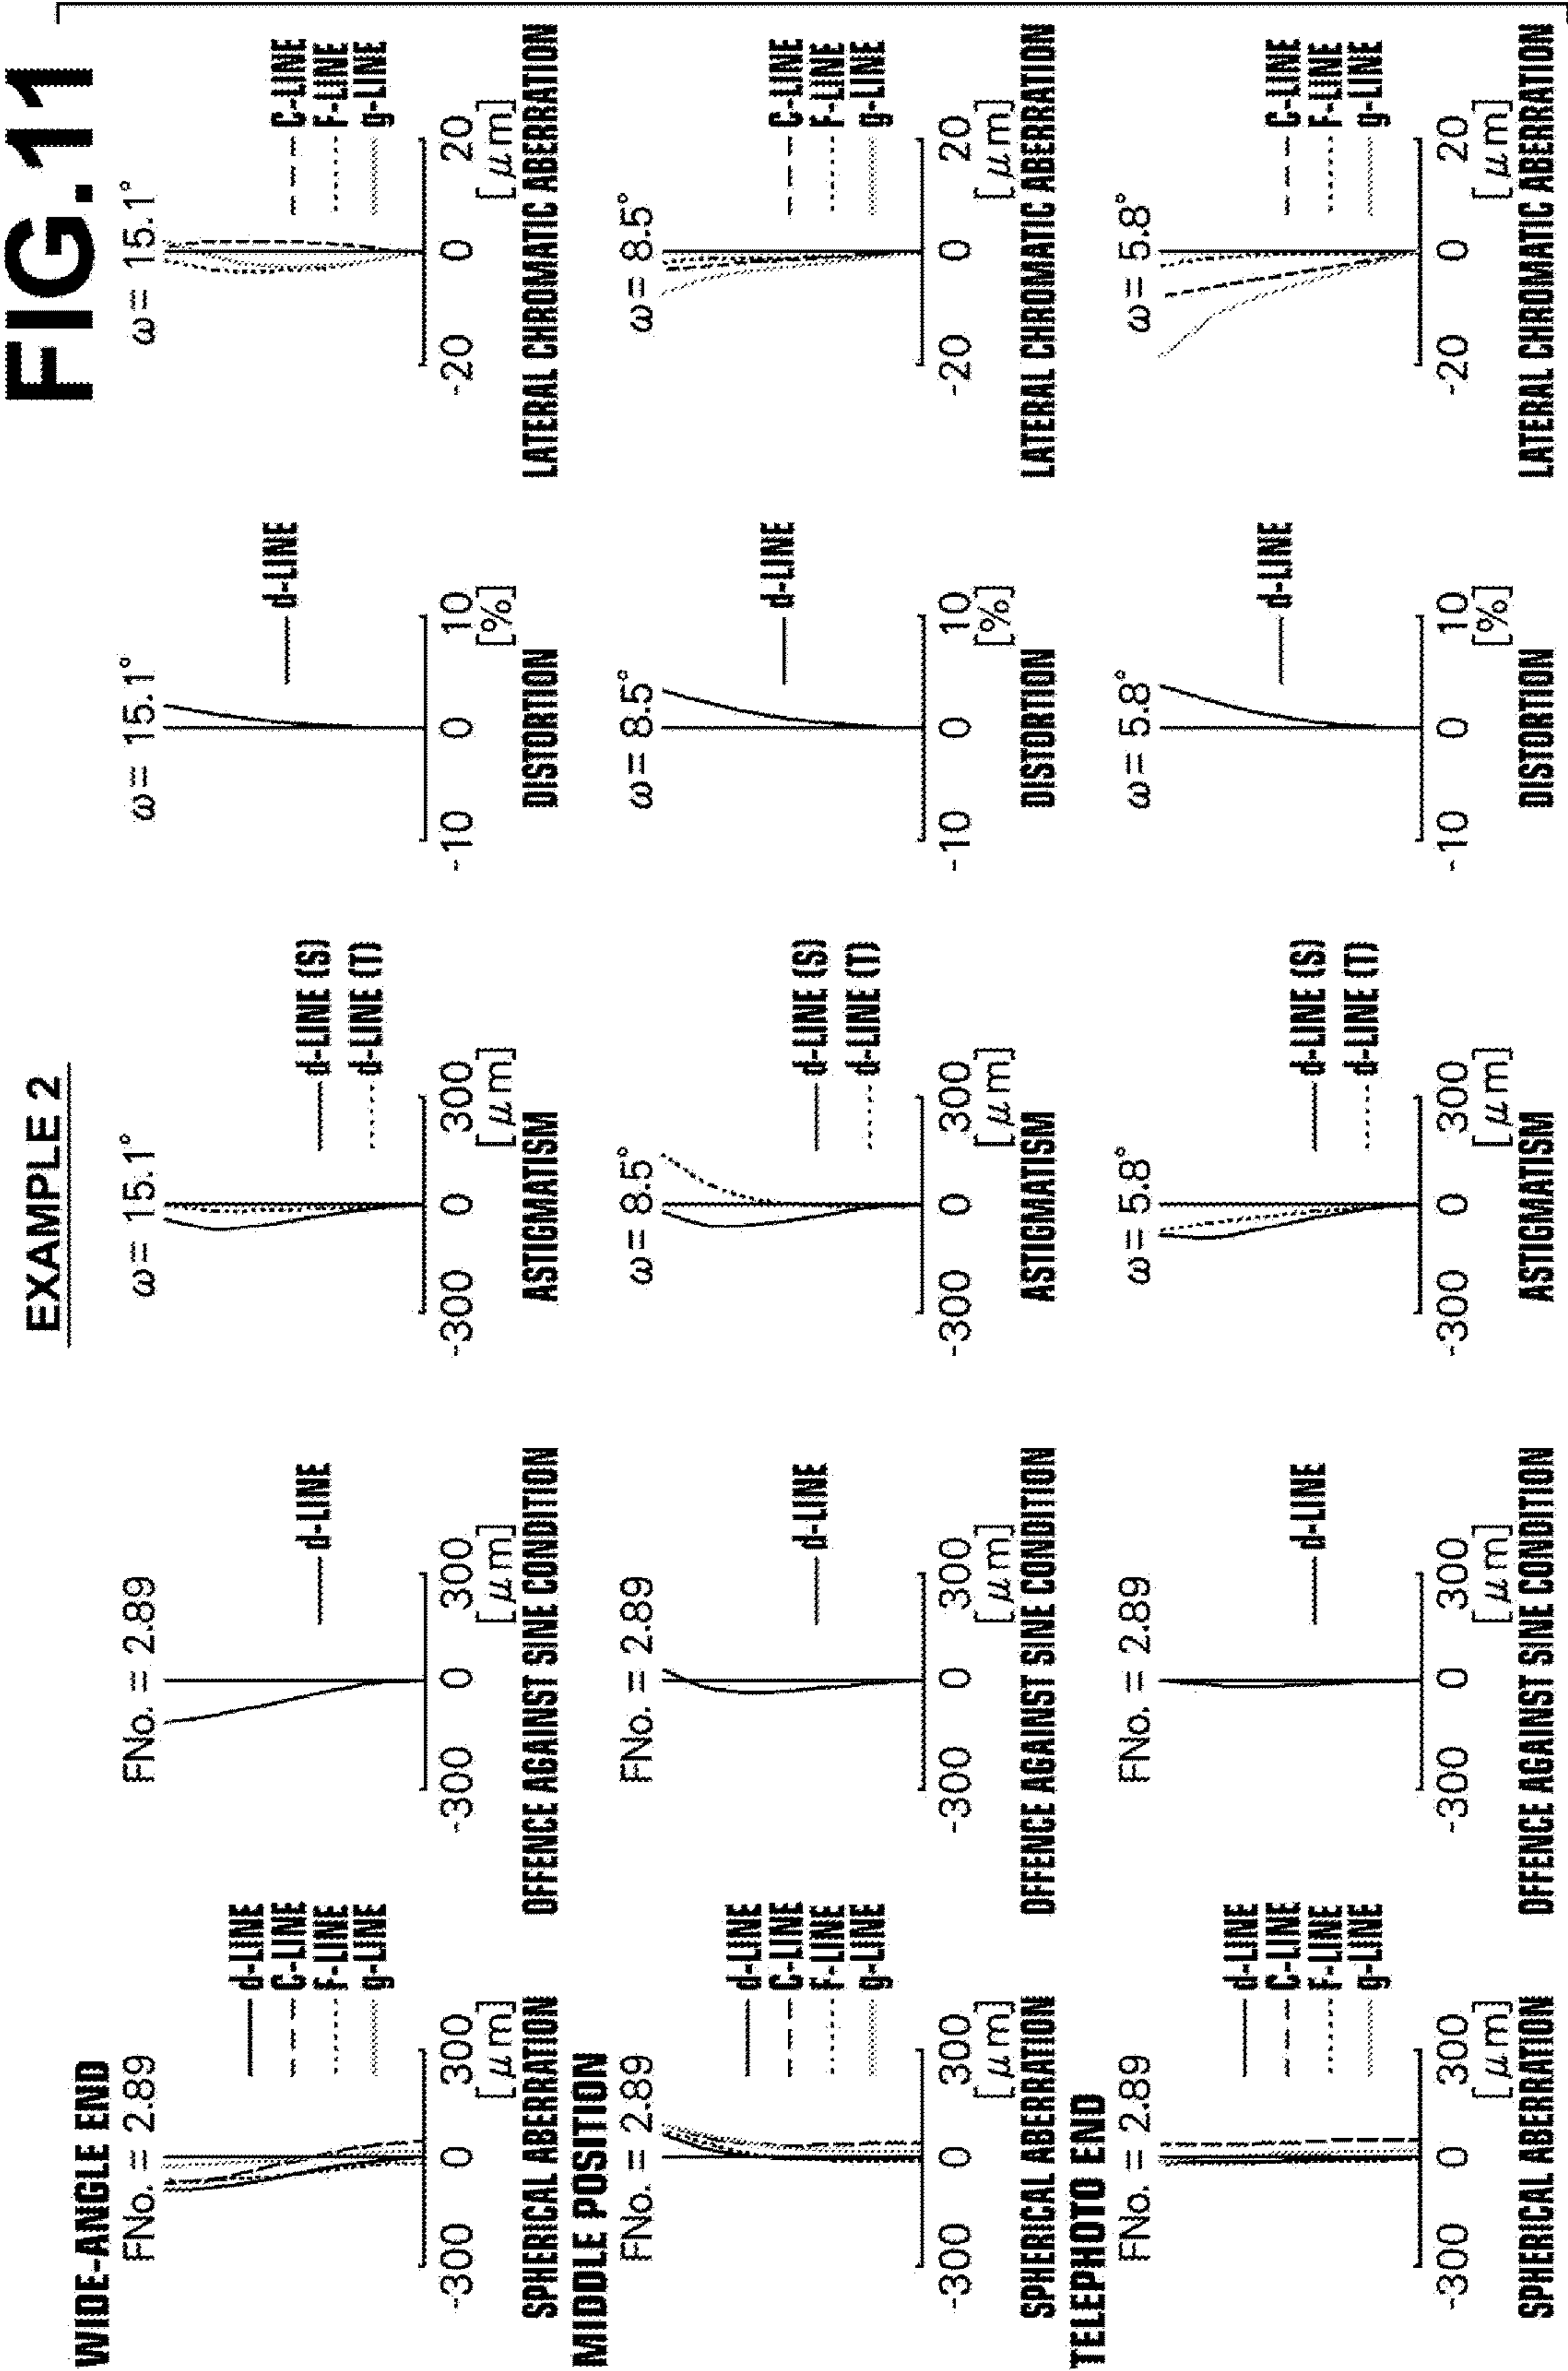 FIG.11
EXAMPLE 2
WIDE-ANGLE END
FNo. = 2.89
d-LINE
C-LINE
F-LINE
g-LINE
-300 0 300
[μm]
SPHERICAL ABERRATION
FNo. = 2.89
d-LINE
-300 0 300
[μm]
OFFENCE AGAINST SINE CONDITION
ω= 15.1°
d-LINE (S)
d-LINE (T)
-300 0 300
[μm]
ASTIGMATISM
ω= 15.1°
d-LINE
-10 0 10
[%]
DISTORTION
ω= 15.1°
C-LINE
F-LINE
g-LINE
-20 0 20
[μm]
LATERAL CHROMATIC ABERRATION
MIDDLE POSITION
FNo. = 2.89
d-LINE
C-LINE
F-LINE
g-LINE
-300 0 300
[μm]
SPHERICAL ABERRATION
FNo. = 2.89
d-LINE
-300 0 300
[μm]
OFFENCE AGAINST SINE CONDITION
ω= 8.5°
d-LINE (S)
d-LINE (T)
-300 0 300
[μm]
ASTIGMATISM
ω= 8.5°
d-LINE
-10 0 10
[%]
DISTORTION
ω= 8.5°
C-LINE
F-LINE
g-LINE
-20 0 20
[μm]
LATERAL CHROMATIC ABERRATION
TELEPHOTO END
FNo. = 2.89
d-LINE
C-LINE
F-LINE
g-LINE
-300 0 300
[μm]
SPHERICAL ABERRATION
FNo. = 2.89
d-LINE
-300 0 300
[μm]
OFFENCE AGAINST SINE CONDITION
ω= 5.8°
d-LINE (S)
d-LINE (T)
-300 0 300
[μm]
ASTIGMATISM
ω= 5.8°
d-LINE
-10 0 10
[%]
DISTORTION
ω= 5.8°
C-LINE
F-LINE
g-LINE
-20 0 20
[μm]
LATERAL CHROMATIC ABERRATION